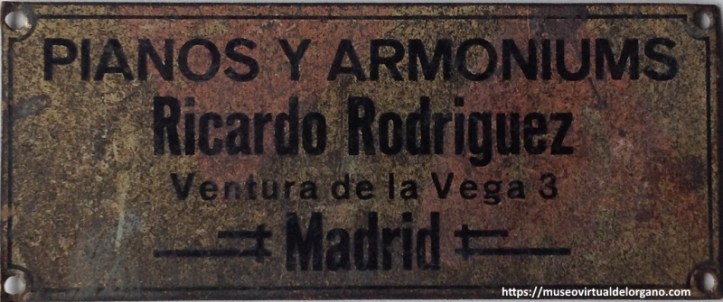 PIANOS Y ARMONIUMS
Ricardo Rodriguez
Ventura de la Vega 3
Madrid
https://museovirtualdelorgano.com